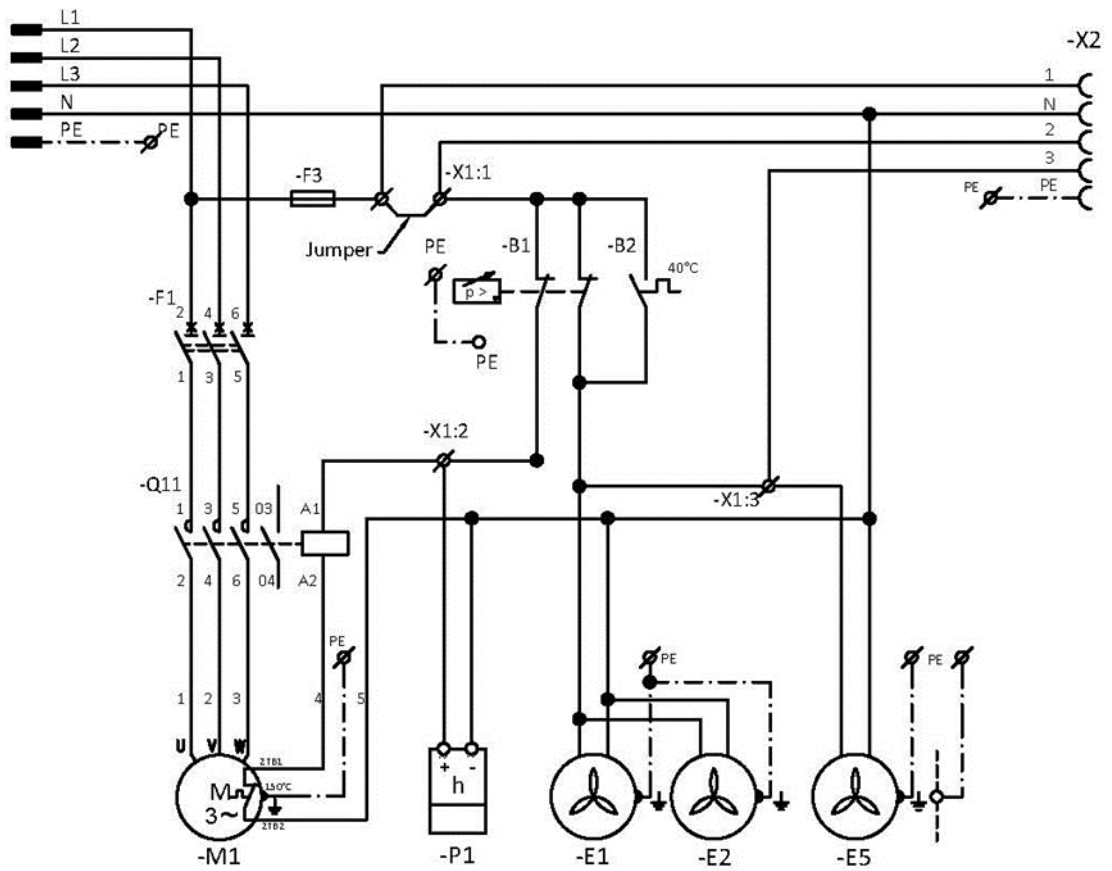 L1
-X2
L2
L3
1
N
N
PE
PE
2
3
-F3
-X1:1
PE
PE
Jumper
PE
-B1
-B2
40°C
p >
-F1
2
4
6
PE
1
3
5
-X1:2
-Q11
-X1:3
1
3
5
03
A1
2
4
6
04
A2
PE
PE
PE
1
2
3
4
5
U
V
W
2TB1
+
-
M
150°C
h
3~
2TB2
-M1
-P1
-E1
-E2
-E5